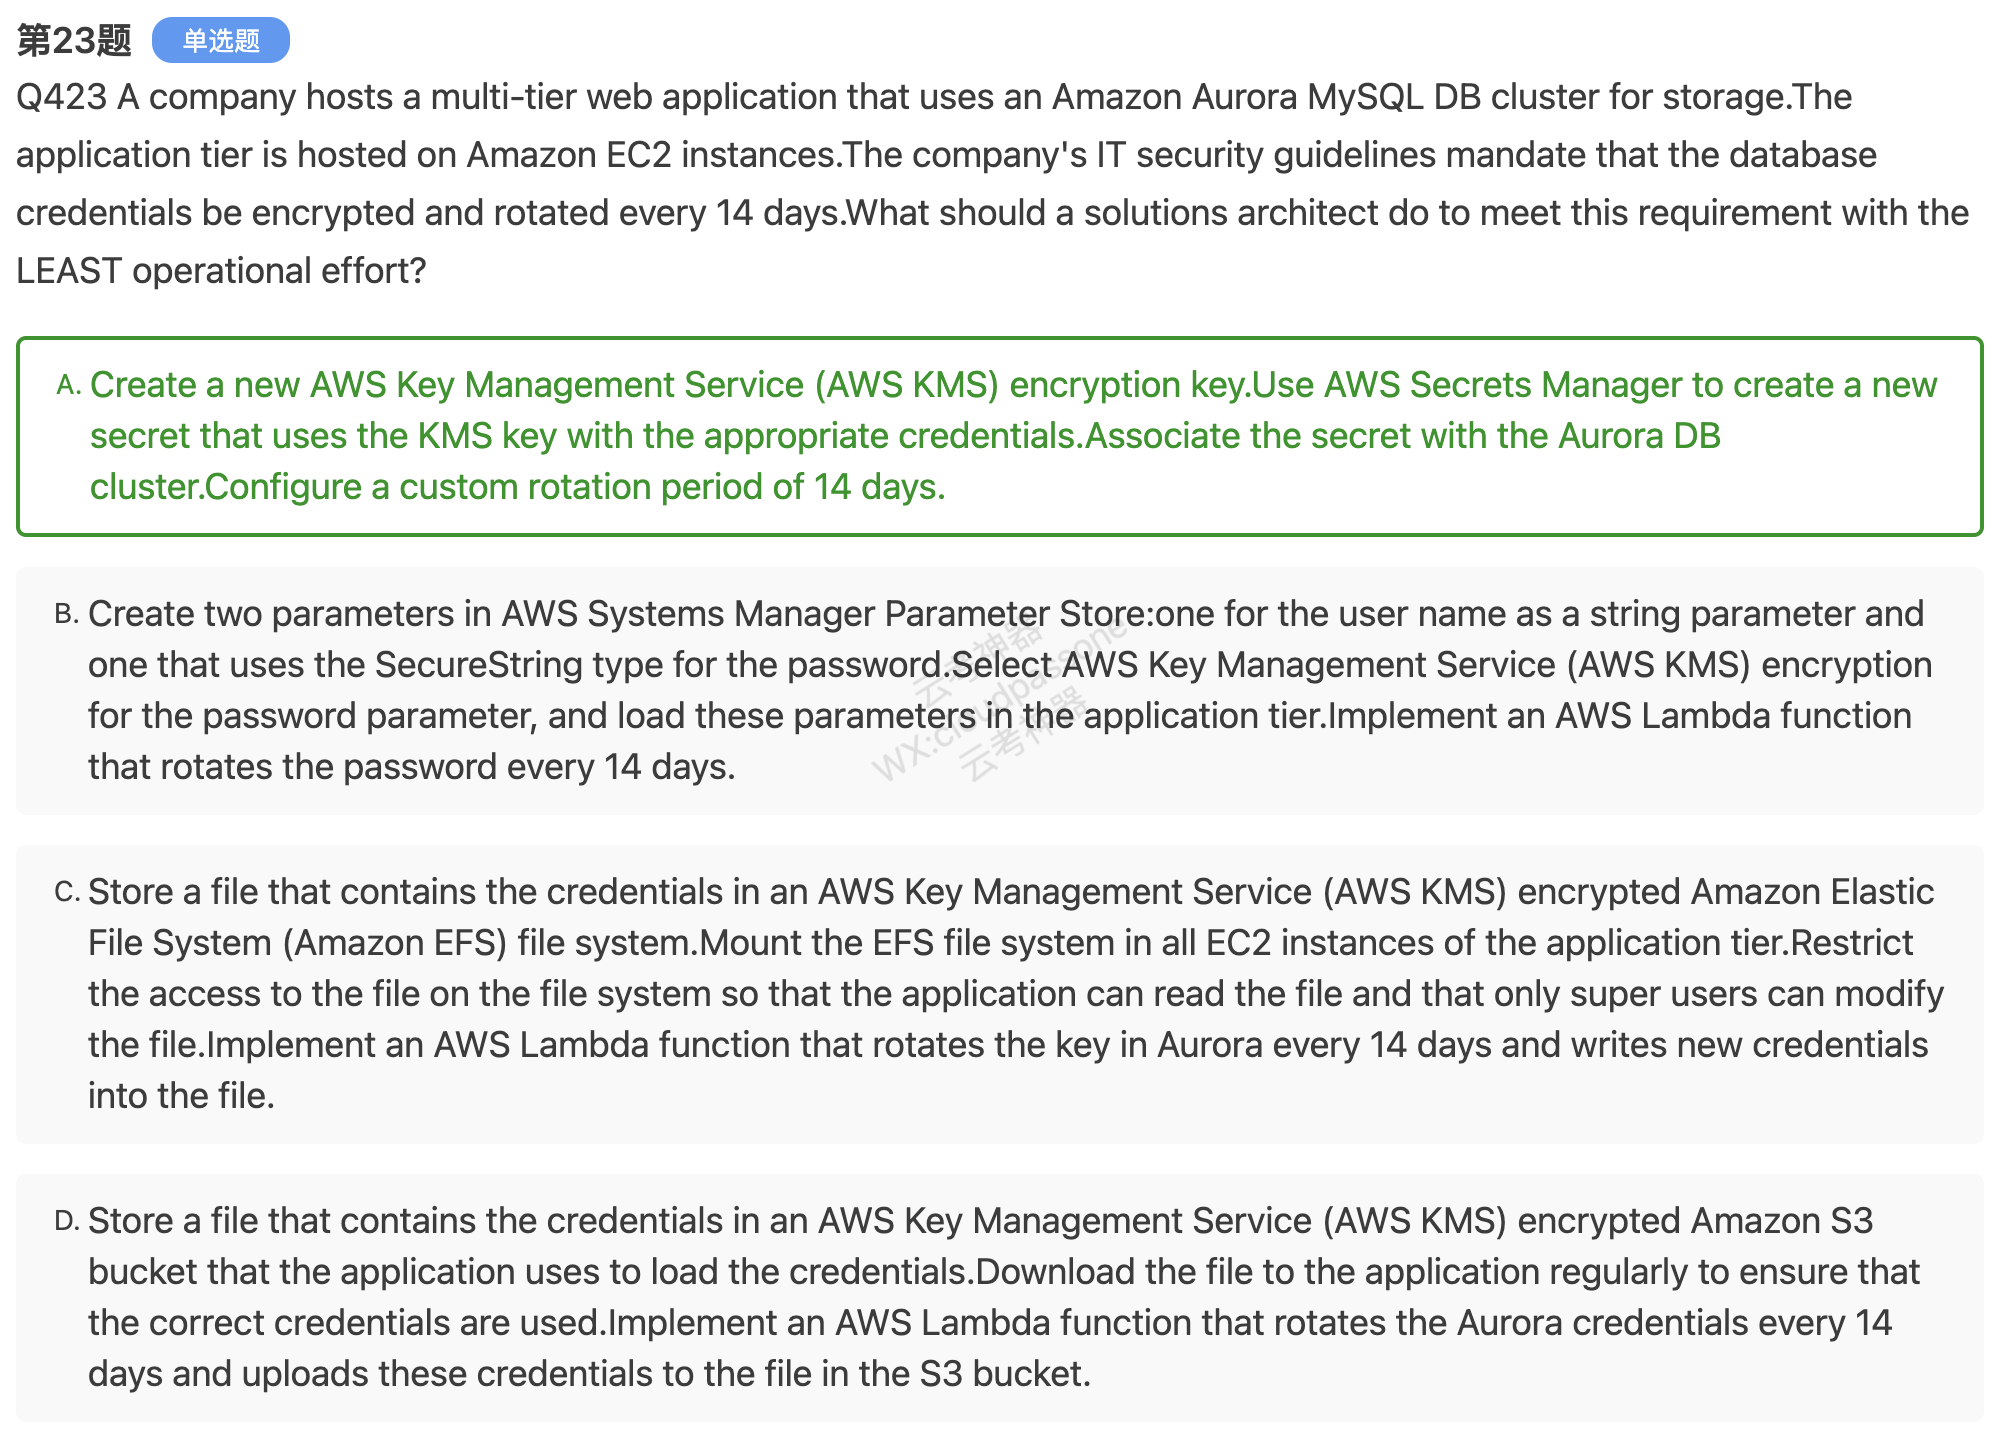 第23题 单选题
Q423 A company hosts a multi-tier web application that uses an Amazon Aurora MySQL DB cluster for storage.The
application tier is hosted on Amazon EC2 instances.The company's IT security guidelines mandate that the database
credentials be encrypted and rotated every 14 days.What should a solutions architect do to meet this requirement with the
LEAST operational effort?
A. Create a new AWS Key Management Service (AWS KMS) encryption key.Use AWS Secrets Manager to create a new
secret that uses the KMS key with the appropriate credentials.Associate the secret with the Aurora DB
cluster.Configure a custom rotation period of 14 days.
B. Create two parameters in AWS Systems Manager Parameter Store:one for the user name as a string parameter and
one that uses the SecureString type for the password.Select AWS Key Management Service (AWS KMS) encryption
for the password parameter, and load these parameters in the application tier.Implement an AWS Lambda function
that rotates the password every 14 days.
云考神器
WX:cloudpassone
云考神器
C. Store a file that contains the credentials in an AWS Key Management Service (AWS KMS) encrypted Amazon Elastic
File System (Amazon EFS) file system.Mount the EFS file system in all EC2 instances of the application tier.Restrict
the access to the file on the file system so that the application can read the file and that only super users can modify
the file.Implement an AWS Lambda function that rotates the key in Aurora every 14 days and writes new credentials
into the file.
D. Store a file that contains the credentials in an AWS Key Management Service (AWS KMS) encrypted Amazon S3
bucket that the application uses to load the credentials.Download the file to the application regularly to ensure that
the correct credentials are used.Implement an AWS Lambda function that rotates the Aurora credentials every 14
days and uploads these credentials to the file in the S3 bucket.